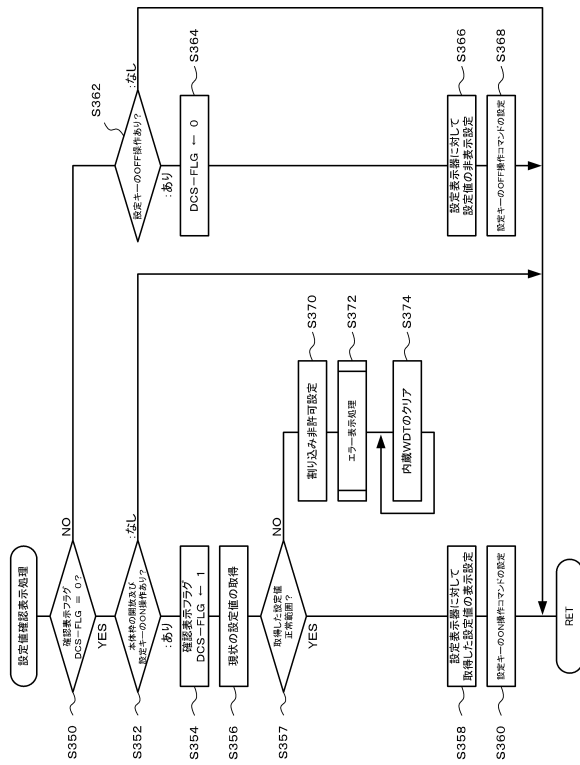 設定値確認表示処理
S350
確認表示フラグ
DCS-FLG = 0?
NO
YES
S352
本体枠の開放及び
設定キーのON操作あり?
:なし
:あり
S354
確認表示フラグ
DCS-FLG ← 1
S356
現状の設定値の取得
S357
取得した設定値
正常範囲?
NO
YES
S358
設定表示器に対して
取得した設定値の表示設定
S360
設定キーのON操作コマンドの設定
RET
S370
割り込み非許可設定
S372
エラー表示処理
S374
内蔵WDTのクリア
S362
設定キーのOFF操作あり?
:なし
:あり
S364
DCS-FLG ← 0
S366
設定表示器に対して
設定値の非表示設定
S368
設定キーのOFF操作コマンドの設定